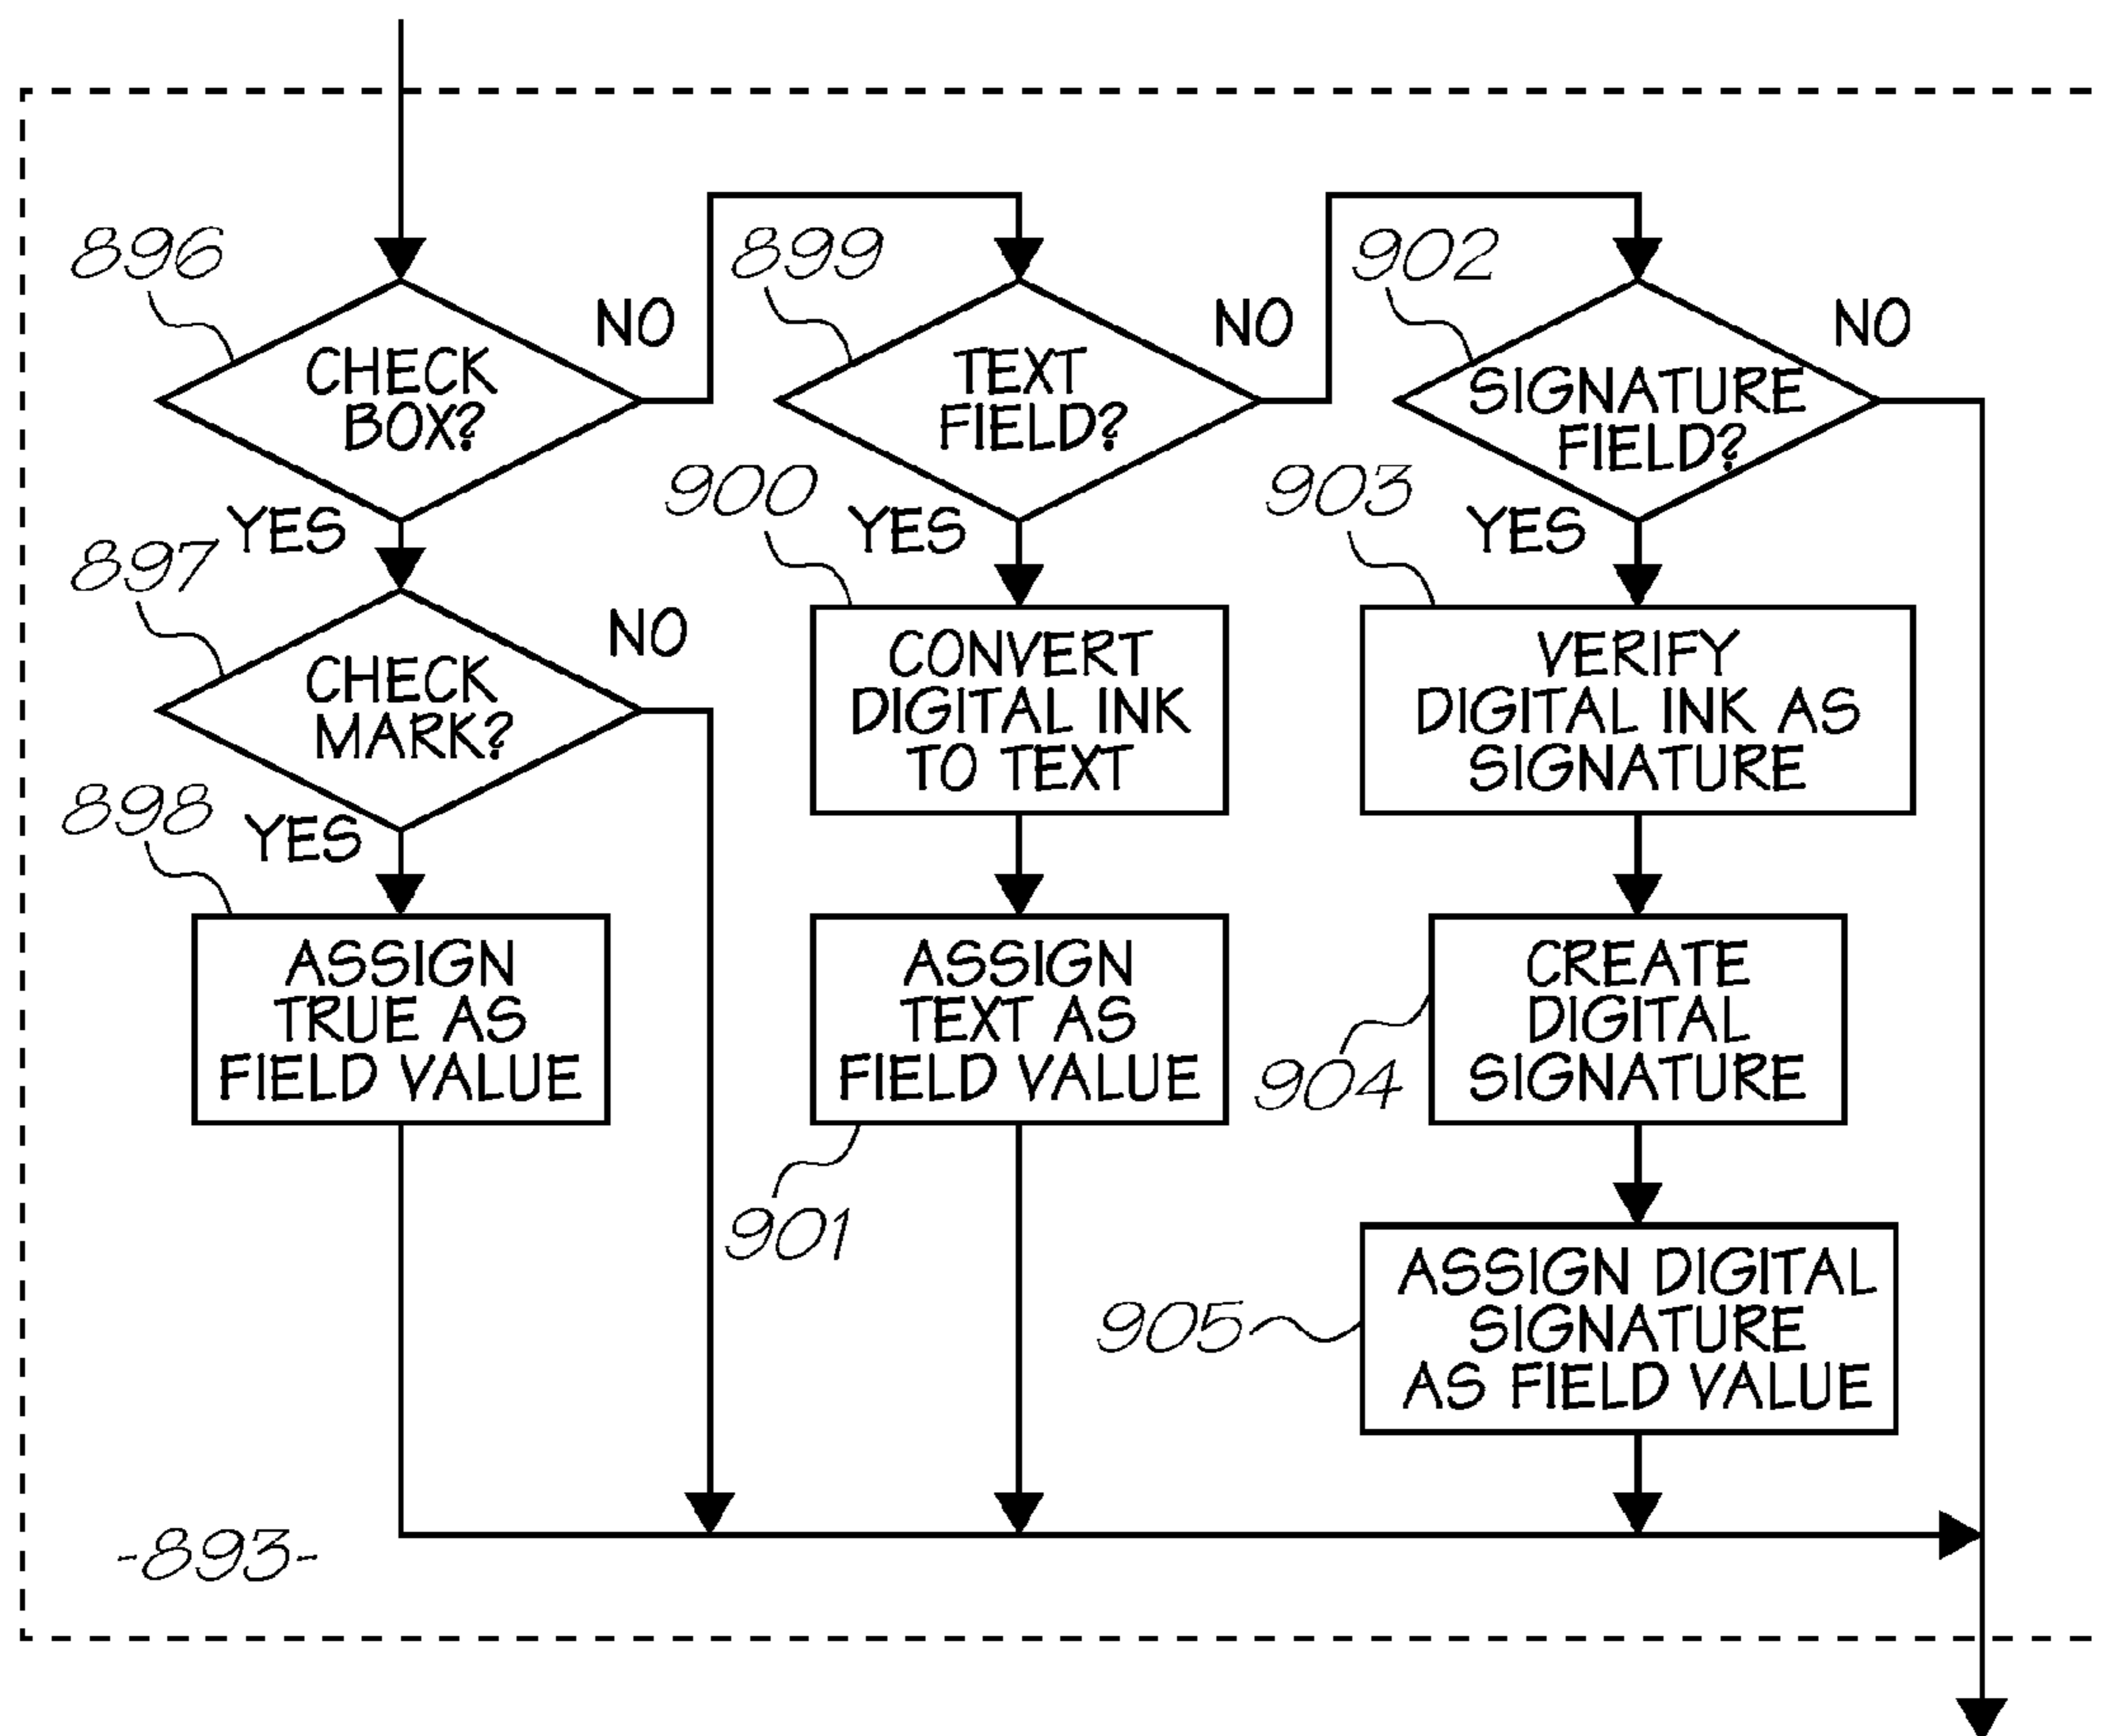 896
CHECK
BOX?
NO
YES
897
CHECK
MARK?
NO
YES
898
ASSIGN
TRUE AS
FIELD VALUE
899
TEXT
FIELD?
NO
YES
900
CONVERT
DIGITAL INK
TO TEXT
ASSIGN
TEXT AS
FIELD VALUE
901
902
SIGNATURE
FIELD?
NO
YES
903
VERIFY
DIGITAL INK AS
SIGNATURE
CREATE
DIGITAL
SIGNATURE
904
ASSIGN DIGITAL
SIGNATURE
AS FIELD VALUE
905
-893-